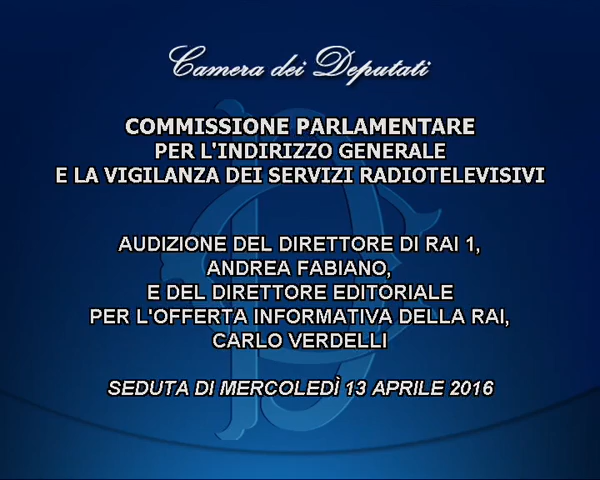 Camera dei Deputati
COMMISSIONE PARLAMENTARE
PER L'INDIRIZZO GENERALE
E LA VIGILANZA DEI SERVIZI RADIOTELEVISIVI
AUDIZIONE DEL DIRETTORE DI RAI 1,
ANDREA FABIANO,
E DEL DIRETTORE EDITORIALE
PER L'OFFERTA INFORMATIVA DELLA RAI,
CARLO VERDELLI
SEDUTA DI MERCOLEDÌ 13 APRILE 2016